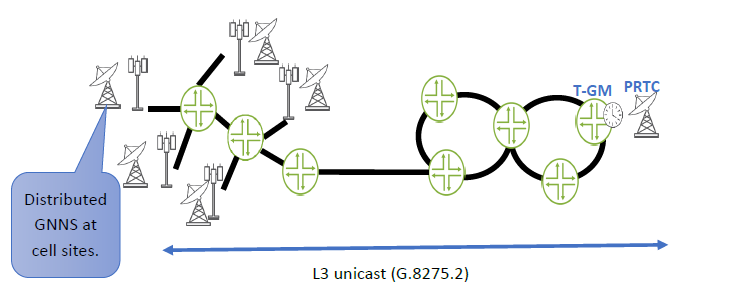 T-GM PRTC
Distributed
GNNS at
cell sites.
L3 unicast (G.8275.2)